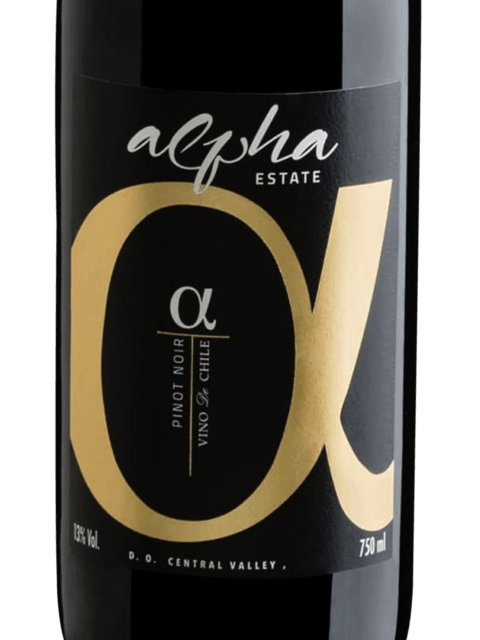 alpha
ESTATE
α
α
PINOT NOIR
VINO De CHILE
13% Vol.
D. O. CENTRAL VALLEY ,
750 ml